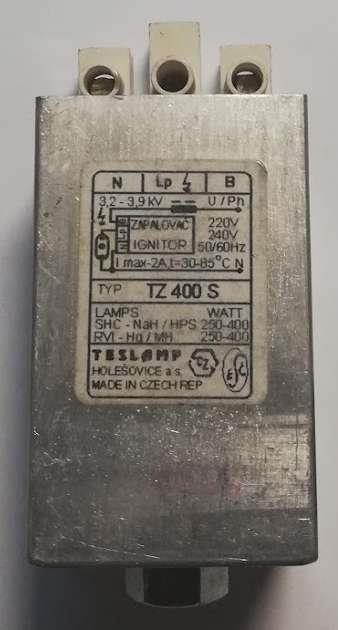 N Lp B
3,2 - 3,9 kV U / Ph
ZAPALOVAČ 220V
IGNITOR 240V
50/60Hz
I max-2A,t=30-85°C N
TYP TZ 400 S
LAMPS WATT
SHC - NaH / HPS 250-400
RVI - Hg / MH 250-400
TESLAMP
HOLEŠOVICE a.s.
MADE IN CZECH REP
CZ